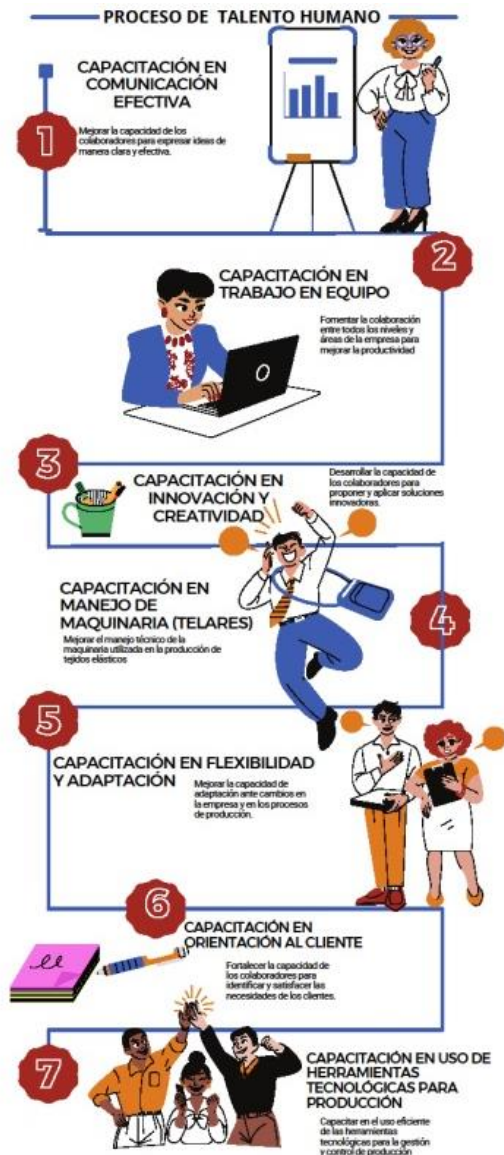 PROCESO DE TALENTO HUMANO
CAPACITACIÓN EN
COMUNICACIÓN
EFECTIVA
1
Mejorar la capacidad de los
colaboradores para expresar ideas de
manera clara y efectiva.
2
CAPACITACIÓN EN
TRABAJO EN EQUIPO
Fomentar la colaboración
entre todos los niveles y
áreas de la empresa para
mejorar la productividad
3
CAPACITACIÓN EN
INNOVACIÓN Y
CREATIVIDAD
Desarrollar la capacidad de
los colaboradores para
proponer y aplicar soluciones
innovadoras.
CAPACITACIÓN EN
MANEJO DE
MAQUINARIA (TELARES)
4
Mejorar el manejo técnico de la
maquinaria utilizada en la producción de
tejidos elásticos
5
CAPACITACIÓN EN FLEXIBILIDAD
Y ADAPTACIÓN
Mejorar la capacidad de
adaptación ante cambios en
la empresa y en los procesos
de producción.
6
CAPACITACIÓN EN
ORIENTACIÓN AL CLIENTE
Fortalecer la capacidad de
los colaboradores para
identificar y satisfacer las
necesidades de los clientes.
7
CAPACITACIÓN EN USO DE
HERRAMIENTAS
TECNOLÓGICAS PARA
PRODUCCIÓN
Capacitar en el uso eficiente
de las herramientas
tecnológicas para la gestión
y control de producción